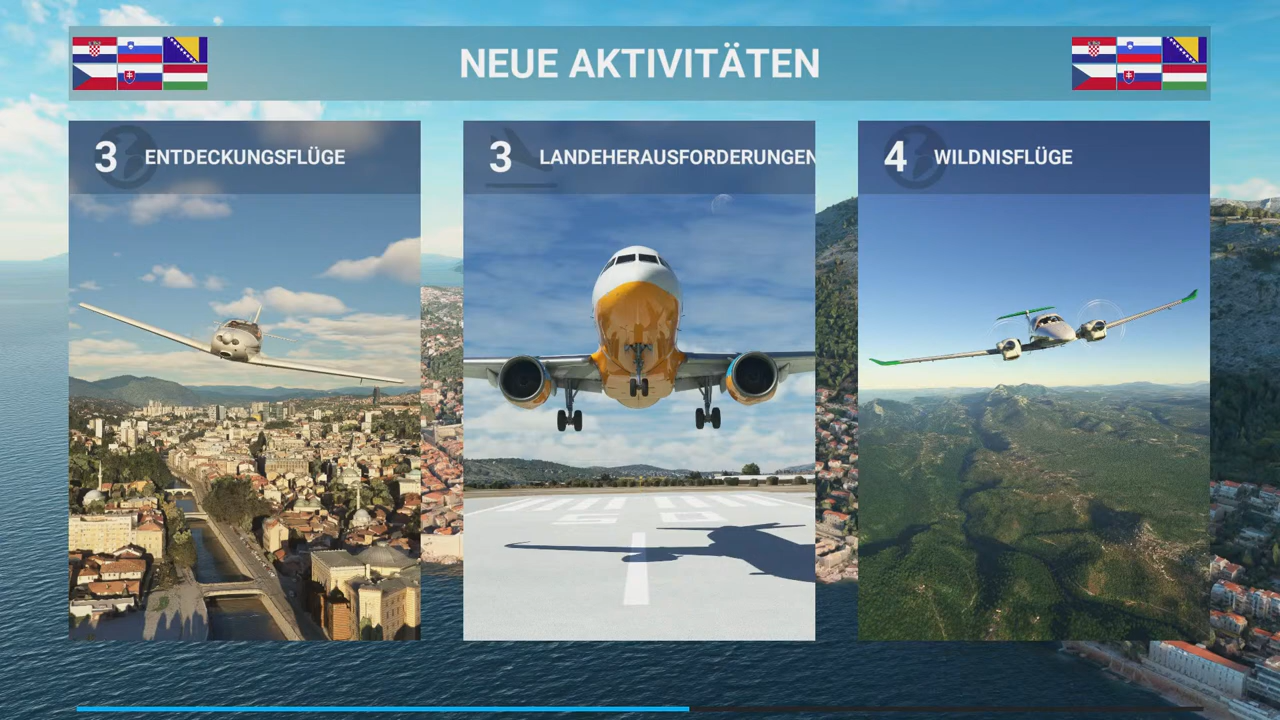 NEUE AKTIVITÄTEN
3 ENTDECKUNGSFLÜGE
3 LANDEHERAUSFORDERUNGEN
4 WILDNISFLÜGE